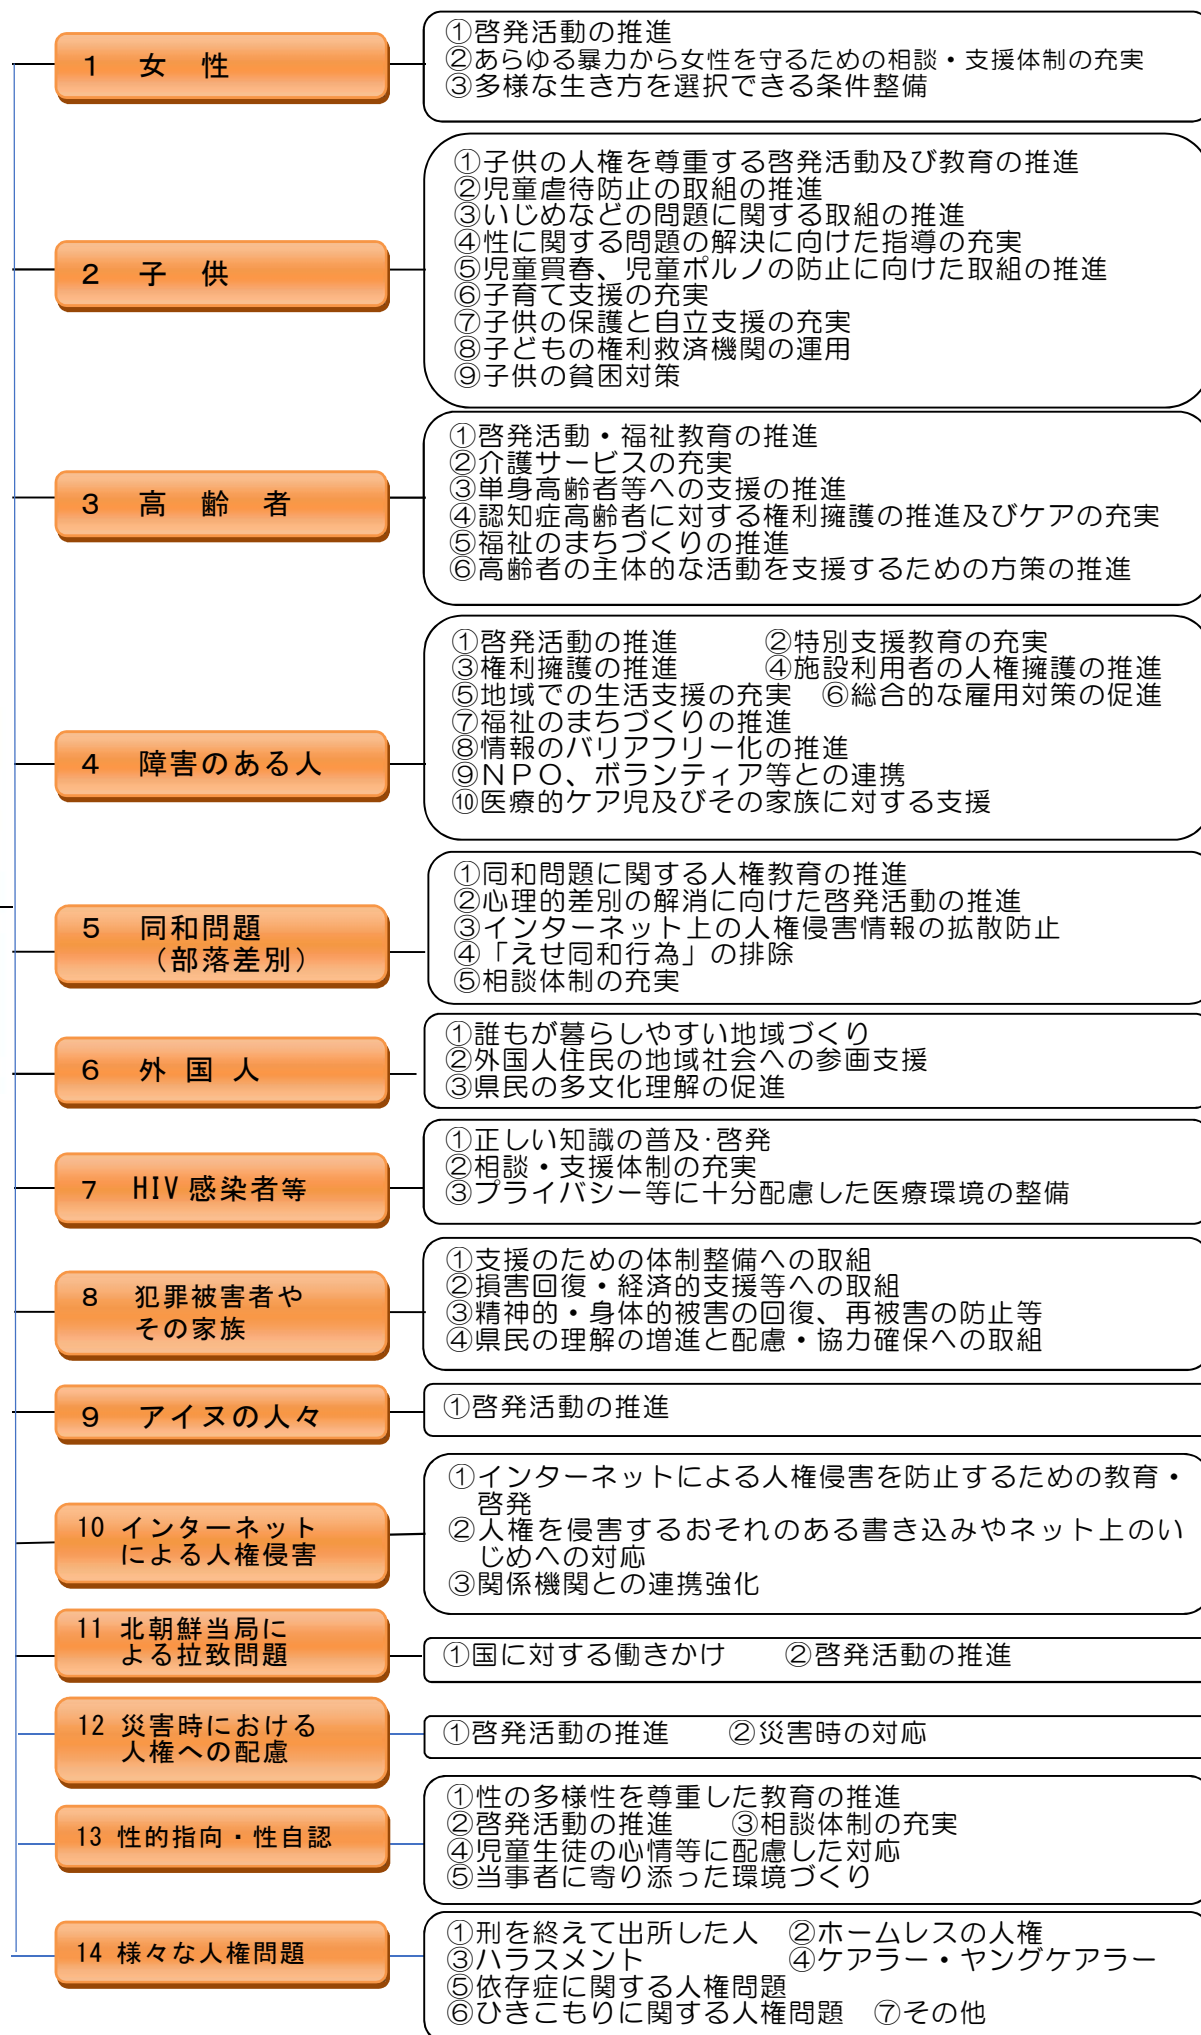 1 女 性
①啓発活動の推進
②あらゆる暴力から女性を守るための相談・支援体制の充実
③多様な生き方を選択できる条件整備
2 子 供
①子供の人権を尊重する啓発活動及び教育の推進
②児童虐待防止の取組の推進
③いじめなどの問題に関する取組の推進
④性に関する問題の解決に向けた指導の充実
⑤児童買春、児童ポルノの防止に向けた取組の推進
⑥子育て支援の充実
⑦子供の保護と自立支援の充実
⑧子どもの権利救済機関の運用
⑨子供の貧困対策
3 高 齢 者
①啓発活動・福祉教育の推進
②介護サービスの充実
③単身高齢者等への支援の推進
④認知症高齢者に対する権利擁護の推進及びケアの充実
⑤福祉のまちづくりの推進
⑥高齢者の主体的な活動を支援するための方策の推進
4 障害のある人
①啓発活動の推進 ②特別支援教育の充実
③権利擁護の推進 ④施設利用者の人権擁護の推進
⑤地域での生活支援の充実 ⑥総合的な雇用対策の促進
⑦福祉のまちづくりの推進
⑧情報のバリアフリー化の推進
⑨ＮＰＯ、ボランティア等との連携
⑩医療的ケア児及びその家族に対する支援
5 同和問題
（部落差別）
①同和問題に関する人権教育の推進
②心理的差別の解消に向けた啓発活動の推進
③インターネット上の人権侵害情報の拡散防止
④「えせ同和行為」の排除
⑤相談体制の充実
6 外 国 人
①誰もが暮らしやすい地域づくり
②外国人住民の地域社会への参画支援
③県民の多文化理解の促進
7 HIV感染者等
①正しい知識の普及･啓発
②相談・支援体制の充実
③プライバシー等に十分配慮した医療環境の整備
8 犯罪被害者や
その家族
①支援のための体制整備への取組
②損害回復・経済的支援等への取組
③精神的・身体的被害の回復、再被害の防止等
④県民の理解の増進と配慮・協力確保への取組
9 アイヌの人々
①啓発活動の推進
10 インターネット
による人権侵害
①インターネットによる人権侵害を防止するための教育・
啓発
②人権を侵害するおそれのある書き込みやネット上のい
じめへの対応
③関係機関との連携強化
11 北朝鮮当局に
よる拉致問題
①国に対する働きかけ ②啓発活動の推進
12 災害時における
人権への配慮
①啓発活動の推進 ②災害時の対応
13 性的指向・性自認
①性の多様性を尊重した教育の推進
②啓発活動の推進 ③相談体制の充実
④児童生徒の心情等に配慮した対応
⑤当事者に寄り添った環境づくり
14 様々な人権問題
①刑を終えて出所した人 ②ホームレスの人権
③ハラスメント ④ケアラー・ヤングケアラー
⑤依存症に関する人権問題
⑥ひきこもりに関する人権問題 ⑦その他